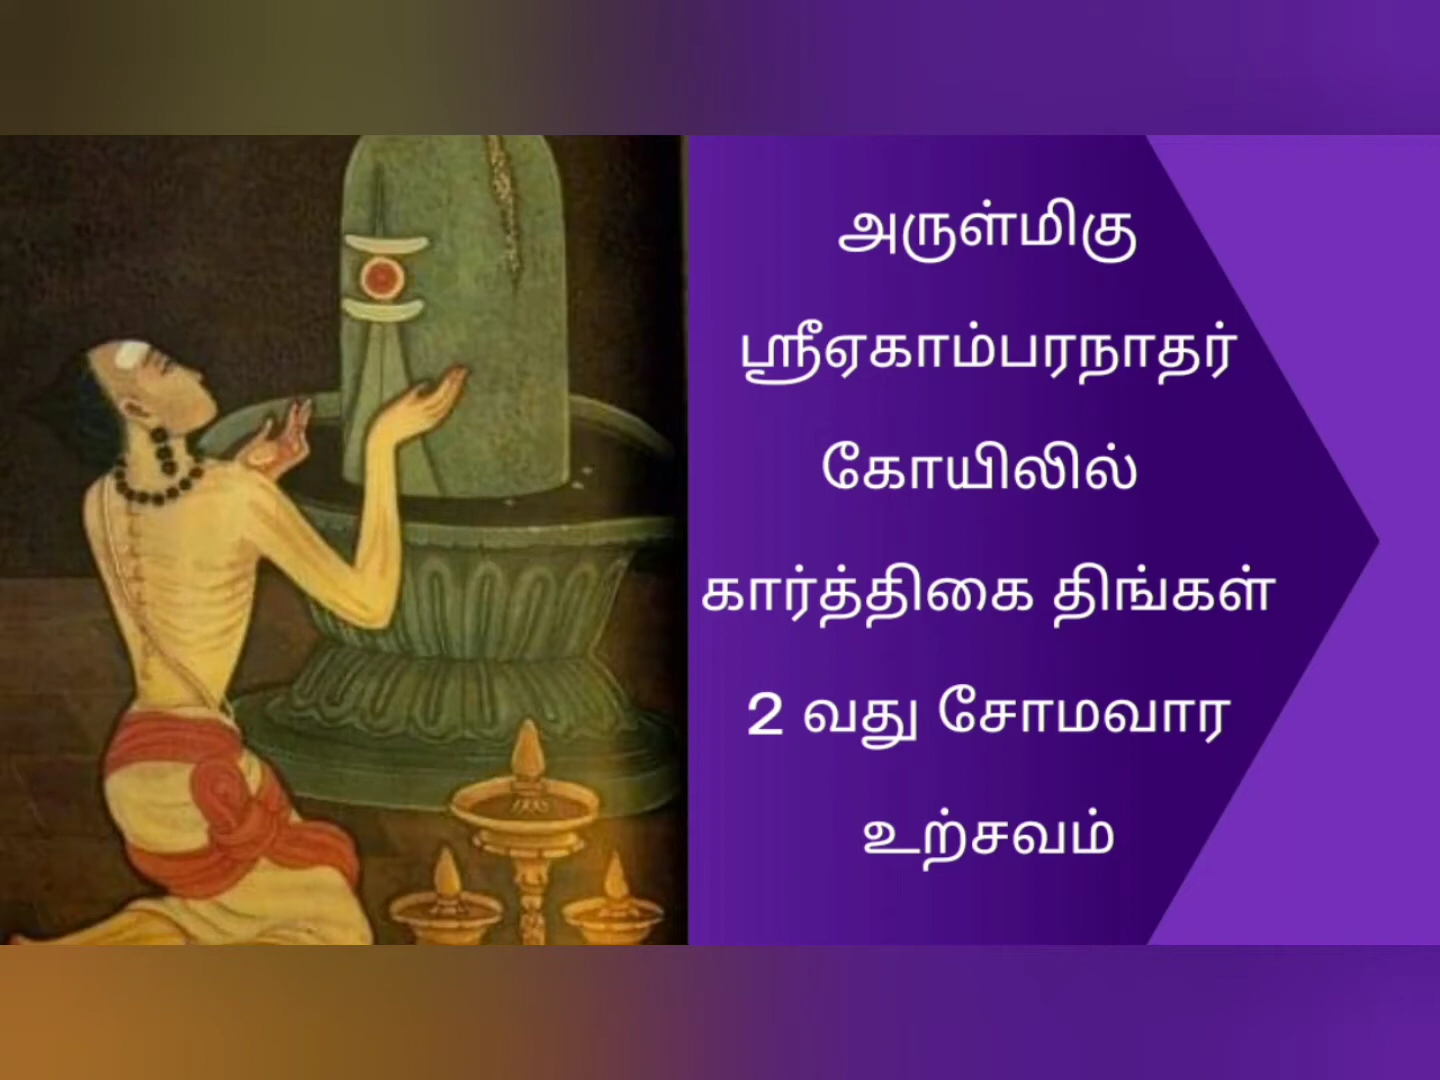 அருள்மிகு
ஸ்ரீஏகாம்பரநாதர்
கோயிலில்
கார்த்திகை திங்கள்
2 வது சோமவார
உற்சவம்